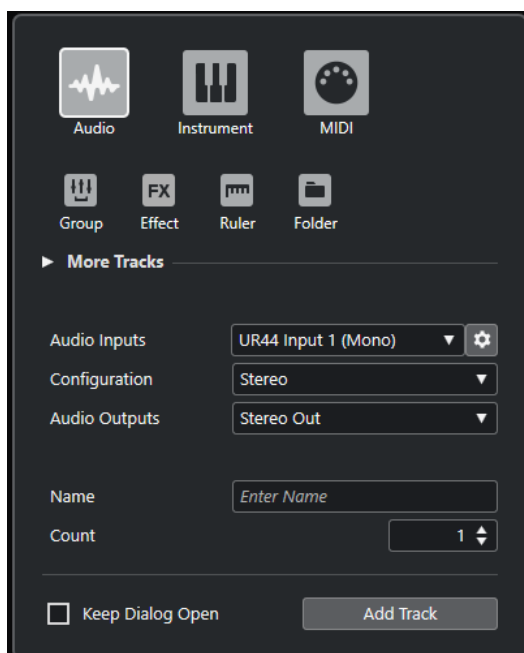 Audio Instrument MIDI
FX
Group Effect Ruler Folder
More Tracks
Audio Inputs UR44 Input 1 (Mono)
Configuration Stereo
Audio Outputs Stereo Out
Name Enter Name
Count 1
Keep Dialog Open Add Track